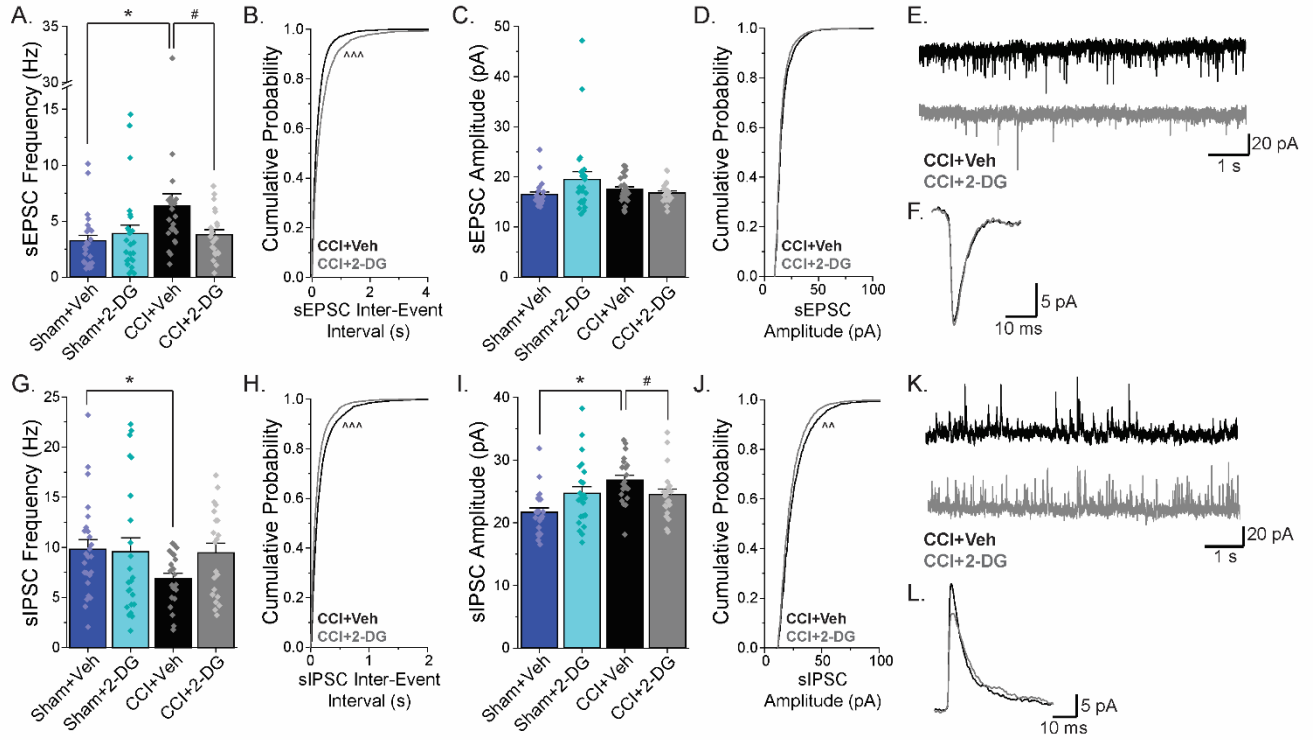 A.
sEPSC Frequency (Hz)
35
30
15
10
5
0
*
#
Sham+Veh
Sham+2-DG
CCI+Veh
CCI+2-DG
B.
Cumulative Probability
1.0
0.8
0.6
0.4
0.2
0.0
^^^
CCI+Veh
CCI+2-DG
0
2
4
sEPSC Inter-Event
Interval (s)
C.
sEPSC Amplitude (pA)
50
40
30
20
10
0
Sham+Veh
Sham+2-DG
CCI+Veh
CCI+2-DG
D.
Cumulative Probability
1.0
0.8
0.6
0.4
0.2
0.0
CCI+Veh
CCI+2-DG
0
50
100
sEPSC
Amplitude (pA)
E.
CCI+Veh
CCI+2-DG
20 pA
1 s
F.
5 pA
10 ms
G.
sIPSC Frequency (Hz)
25
20
15
10
5
0
*
Sham+Veh
Sham+2-DG
CCI+Veh
CCI+2-DG
H.
Cumulative Probability
1.0
0.8
0.6
0.4
0.2
0.0
^^^
CCI+Veh
CCI+2-DG
0
1
2
sIPSC Inter-Event
Interval (s)
I.
sIPSC Amplitude (pA)
40
30
20
10
0
*
#
Sham+Veh
Sham+2-DG
CCI+Veh
CCI+2-DG
J.
Cumulative Probability
1.0
0.8
0.6
0.4
0.2
0.0
^^
CCI+Veh
CCI+2-DG
0
50
100
sIPSC
Amplitude (pA)
K.
CCI+Veh
CCI+2-DG
20 pA
1 s
L.
5 pA
10 ms